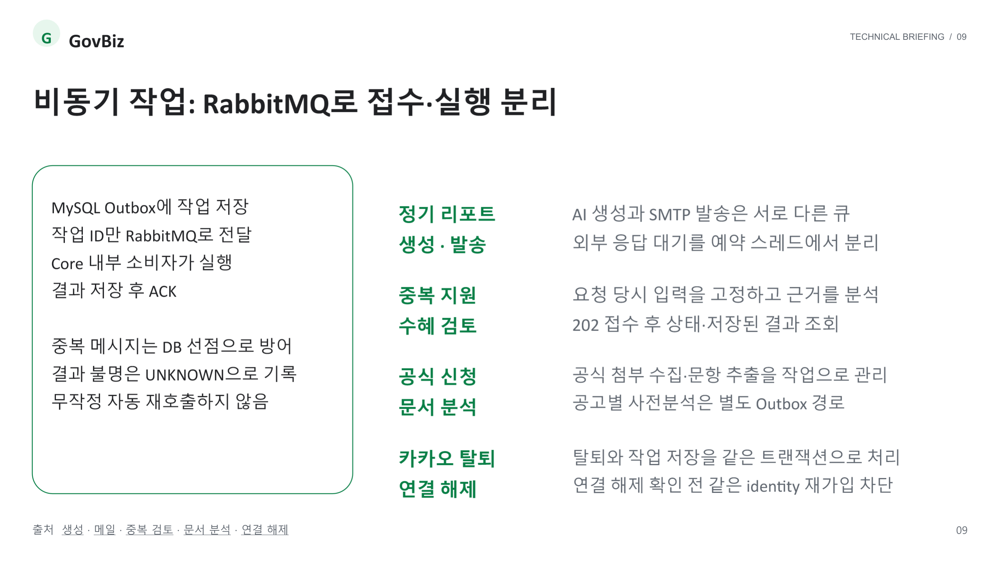 G GovBiz
TECHNICAL BRIEFING / 09
비동기 작업: RabbitMQ로 접수·실행 분리
MySQL Outbox에 작업 저장
작업 ID만 RabbitMQ로 전달
Core 내부 소비자가 실행
결과 저장 후 ACK
중복 메시지는 DB 선점으로 방어
결과 불명은 UNKNOWN으로 기록
무작정 자동 재호출하지 않음
정기 리포트
생성 · 발송
AI 생성과 SMTP 발송은 서로 다른 큐
외부 응답 대기를 예약 스레드에서 분리
중복 지원
수혜 검토
요청 당시 입력을 고정하고 근거를 분석
202 접수 후 상태·저장된 결과 조회
공식 신청
문서 분석
공식 첨부 수집·문항 추출을 작업으로 관리
공고별 사전분석은 별도 Outbox 경로
카카오 탈퇴
연결 해제
탈퇴와 작업 저장을 같은 트랜잭션으로 처리
연결 해제 확인 전 같은 identity 재가입 차단
출처 생성 · 메일 · 중복 검토 · 문서 분석 · 연결 해제
09